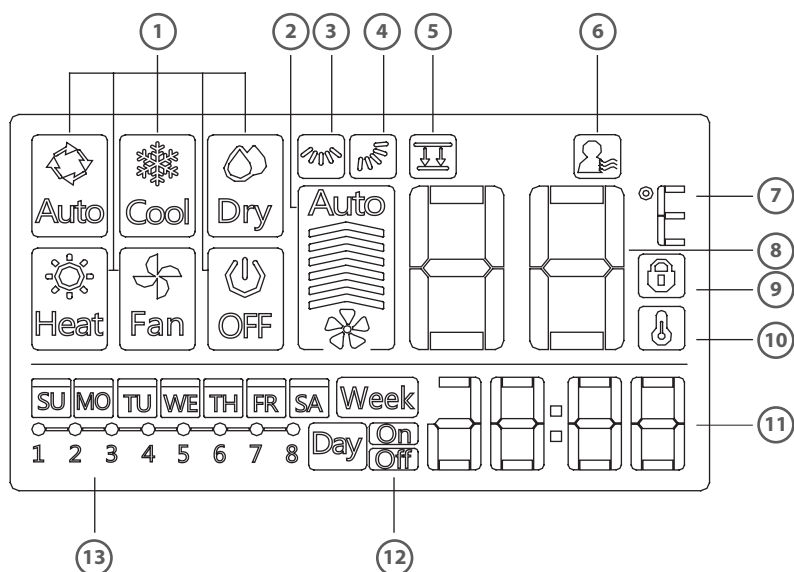 1 2 3 4 5 6
Auto Cool Dry Auto
7
8
9
Heat Fan OFF
10
SU MO TU WE TH FR SA Week
Day On
Off
11
1 2 3 4 5 6 7 8
13 12